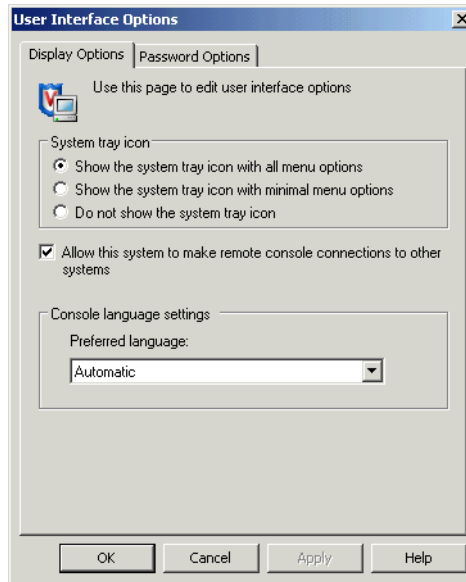 User Interface Options
Display Options
Password Options
Use this page to edit user interface options
System tray icon
Show the system tray icon with all menu options
Show the system tray icon with minimal menu options
Do not show the system tray icon
Allow this system to make remote console connections to other
systems
Console language settings
Preferred language:
Automatic
OK
Cancel
Apply
Help